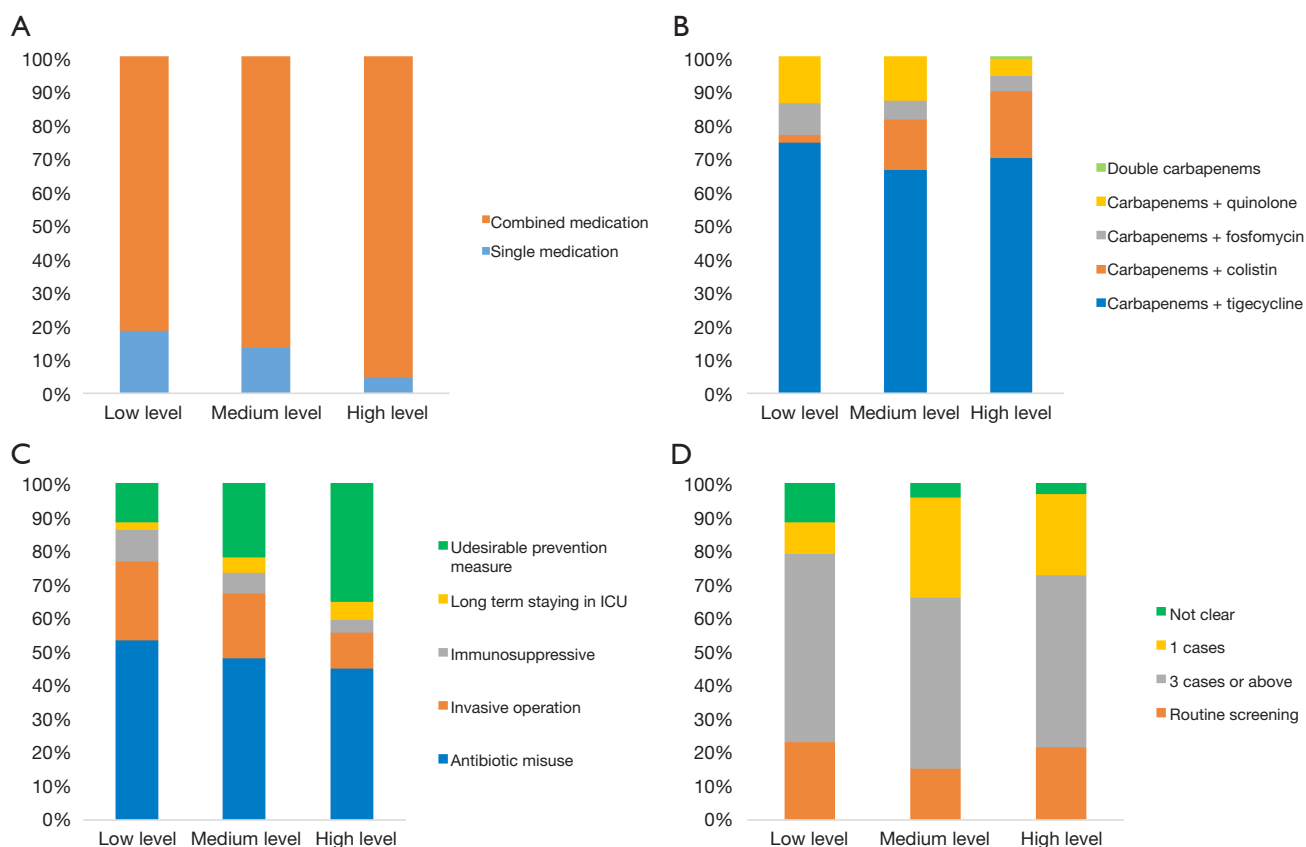 A
100%
90%
80%
70%
60%
50%
40%
30%
20%
10%
0%
Low level Medium level High level
Combined medication
Single medication
B
100%
90%
80%
70%
60%
50%
40%
30%
20%
10%
0%
Low level Medium level High level
Double carbapenems
Carbapenems + quinolone
Carbapenems + fosfomycin
Carbapenems + colistin
Carbapenems + tigecycline
C
100%
90%
80%
70%
60%
50%
40%
30%
20%
10%
0%
Low level Medium level High level
Udesirable prevention
measure
Long term staying in ICU
Immunosuppressive
Invasive operation
Antibiotic misuse
D
100%
90%
80%
70%
60%
50%
40%
30%
20%
10%
0%
Low level Medium level High level
Not clear
1 cases
3 cases or above
Routine screening